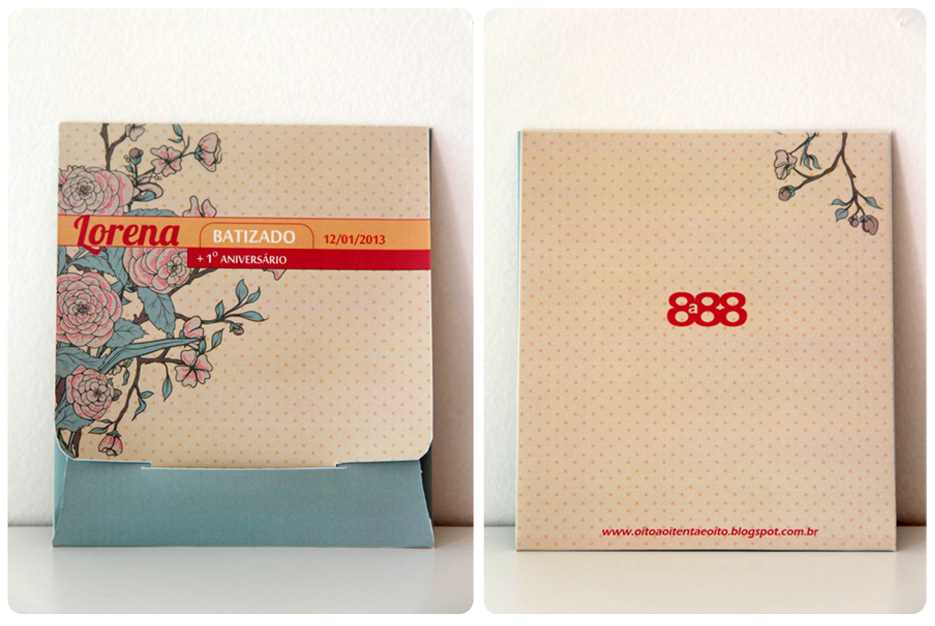 Lorena BATIZADO 12/01/2013
+ 1º ANIVERSÁRIO
8a88
www.oitoaoitentaeoito.blogspot.com.br